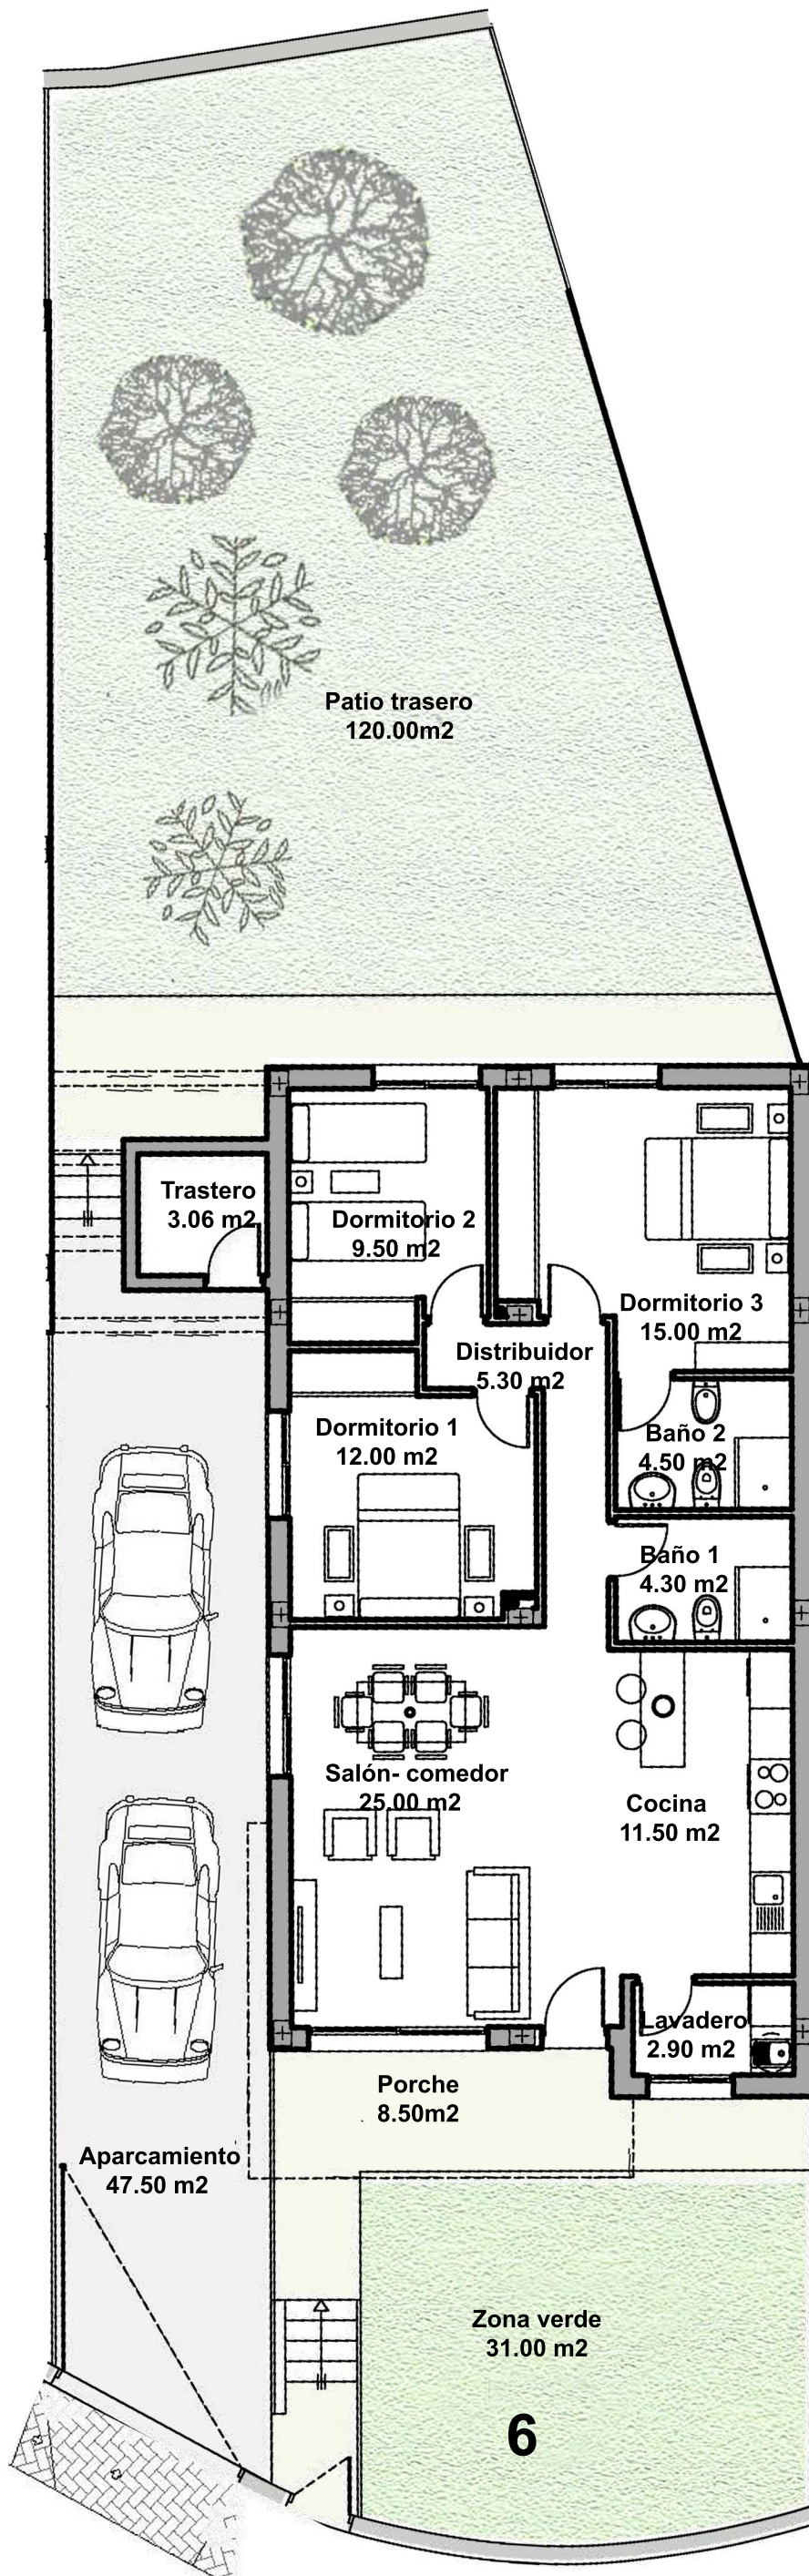 Patio trasero
120.00m2
Trastero
3.06 m2
Dormitorio 2
9.50 m2
Dormitorio 3
15.00 m2
Distribuidor
5.30 m2
Dormitorio 1
12.00 m2
Baño 2
4.50 m2
Baño 1
4.30 m2
Salón- comedor
25.00 m2
Cocina
11.50 m2
Lavadero
2.90 m2
Porche
8.50m2
Aparcamiento
47.50 m2
Zona verde
31.00 m2
6